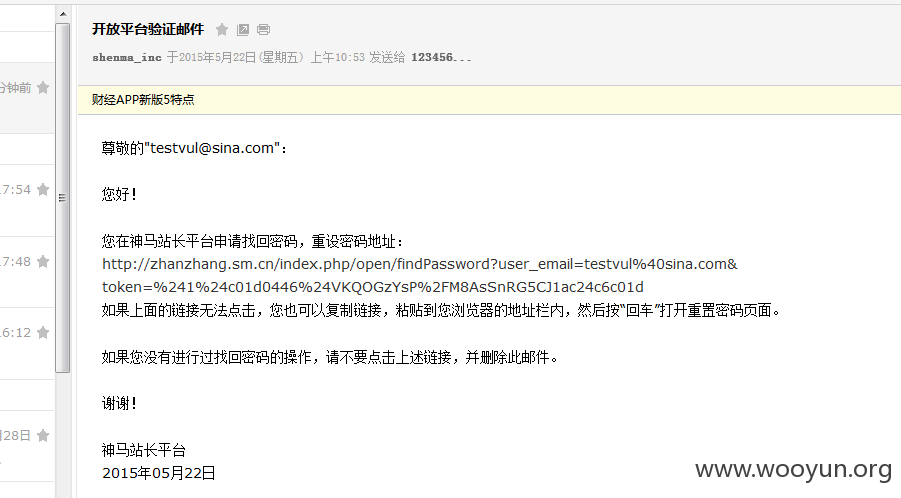 开放平台验证邮件
shenma_inc 于2015年5月22日(星期五) 上午10:53 发送给 123456...
分钟前
财经APP新版5特点
尊敬的"testvul@sina.com":
您好!
17:54
您在神马站长平台申请找回密码，重设密码地址：
http://zhanzhang.sm.cn/index.php/open/findPassword?user_email=testvul%40sina.com&
17:48
token=%241%24c01d0446%24VKQOGzYsP%2FM8AsSnRG5CJ1ac24c6c01d
如果上面的链接无法点击，您也可以复制链接，粘贴到您浏览器的地址栏内，然后按“回车”打开重置密码页面。
16:12
如果您没有进行过找回密码的操作，请不要点击上述链接，并删除此邮件。
谢谢!
月28日
神马站长平台
2015年05月22日
www.wooyun.org